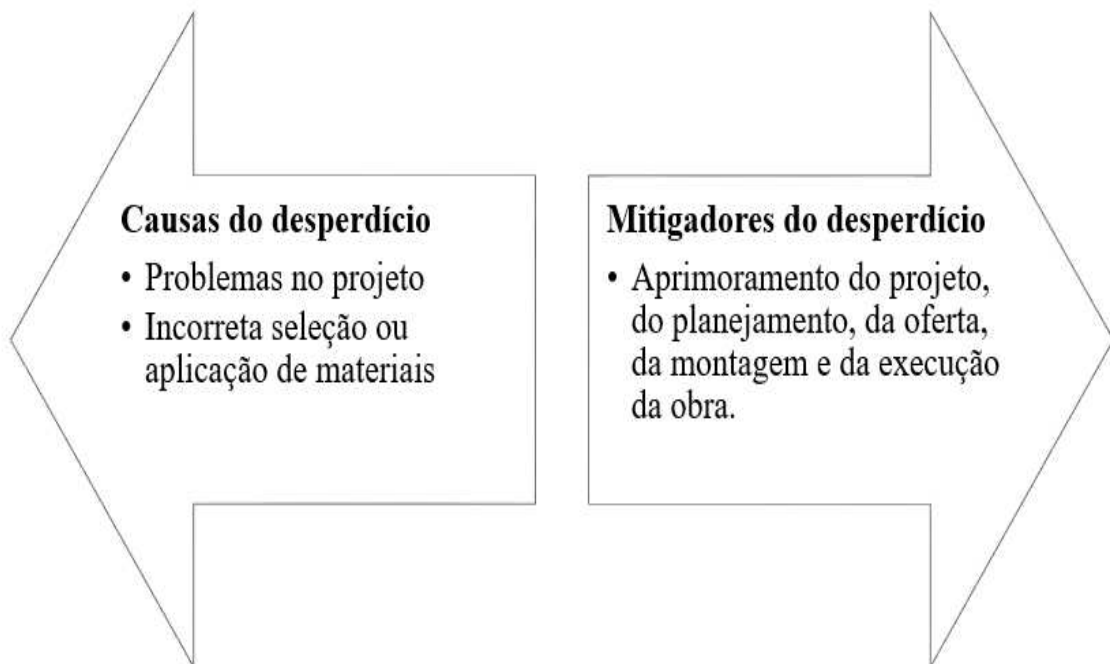 Causas do desperdício
• Problemas no projeto
• Incorreta seleção ou
aplicação de materiais
Mitigadores do desperdício
• Aprimoramento do projeto,
do planejamento, da oferta,
da montagem e da execução
da obra.